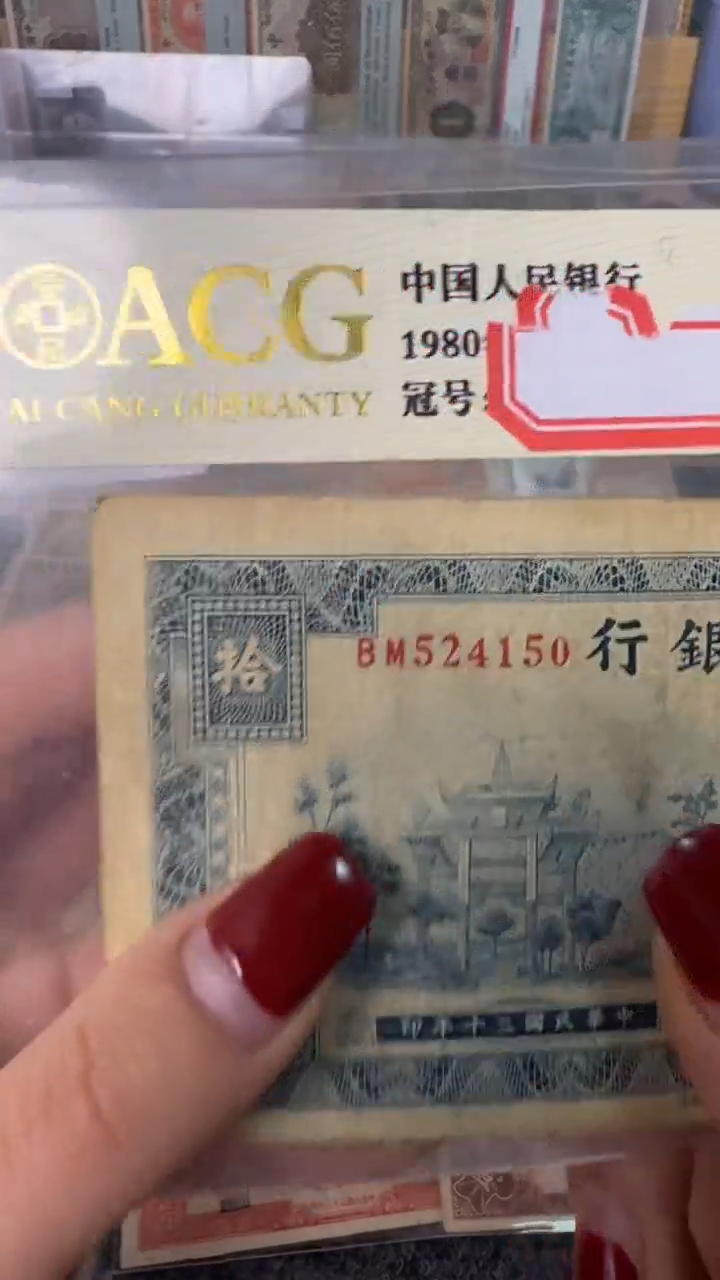 ACG
AI CANG GUARANTY
中国人民银行
1980
冠号:
拾
BM524150
行 銀
印年十三國民華中